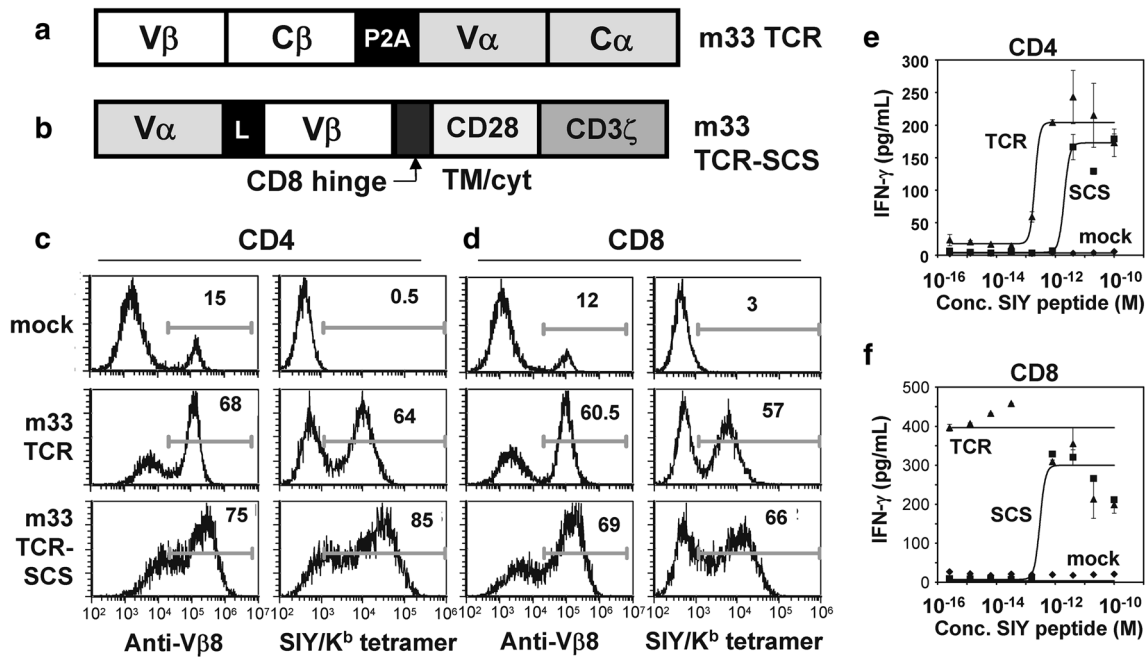 a
Vβ Cβ P2A Vα Cα
m33 TCR
b
Vα L Vβ CD28 CD3ζ
m33
TCR-SCS
CD8 hinge
TM/cyt
c
CD4
d
CD8
mock
15
0.5
12
3
m33
TCR
68
64
60.5
57
m33
TCR-
SCS
75
85
69
66
10² 10³ 10⁴ 10⁵ 10⁶ 10⁷
10² 10³ 10⁴ 10⁵ 10⁶
10² 10³ 10⁴ 10⁵ 10⁶ 10⁷
10² 10³ 10⁴ 10⁵ 10⁶
Anti-Vβ8
SIY/Kᵇ tetramer
Anti-Vβ8
SIY/Kᵇ tetramer
e
CD4
IFN-γ (pg/mL)
300
250
200
150
100
50
0
TCR
SCS
mock
10⁻¹⁶ 10⁻¹⁴ 10⁻¹² 10⁻¹⁰
Conc. SIY peptide (M)
f
CD8
IFN-γ (pg/mL)
500
400
300
200
100
0
TCR
SCS
mock
10⁻¹⁶ 10⁻¹⁴ 10⁻¹² 10⁻¹⁰
Conc. SIY peptide (M)